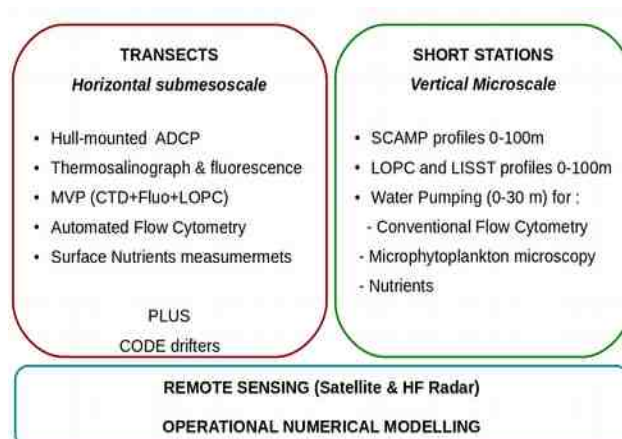 TRANSECTS
Horizontal submesoscale
• Hull-mounted ADCP
• Thermosalinograph & fluorescence
• MVP (CTD+Fluo+LOPC)
• Automated Flow Cytometry
• Surface Nutrients measumermets
PLUS
CODE drifters
SHORT STATIONS
Vertical Microscale
• SCAMP profiles 0-100m
• LOPC and LISST profiles 0-100m
• Water Pumping (0-30 m) for :
- Conventional Flow Cytometry
- Microphytoplankton microscopy
- Nutrients
REMOTE SENSING (Satellite & HF Radar)
OPERATIONAL NUMERICAL MODELLING